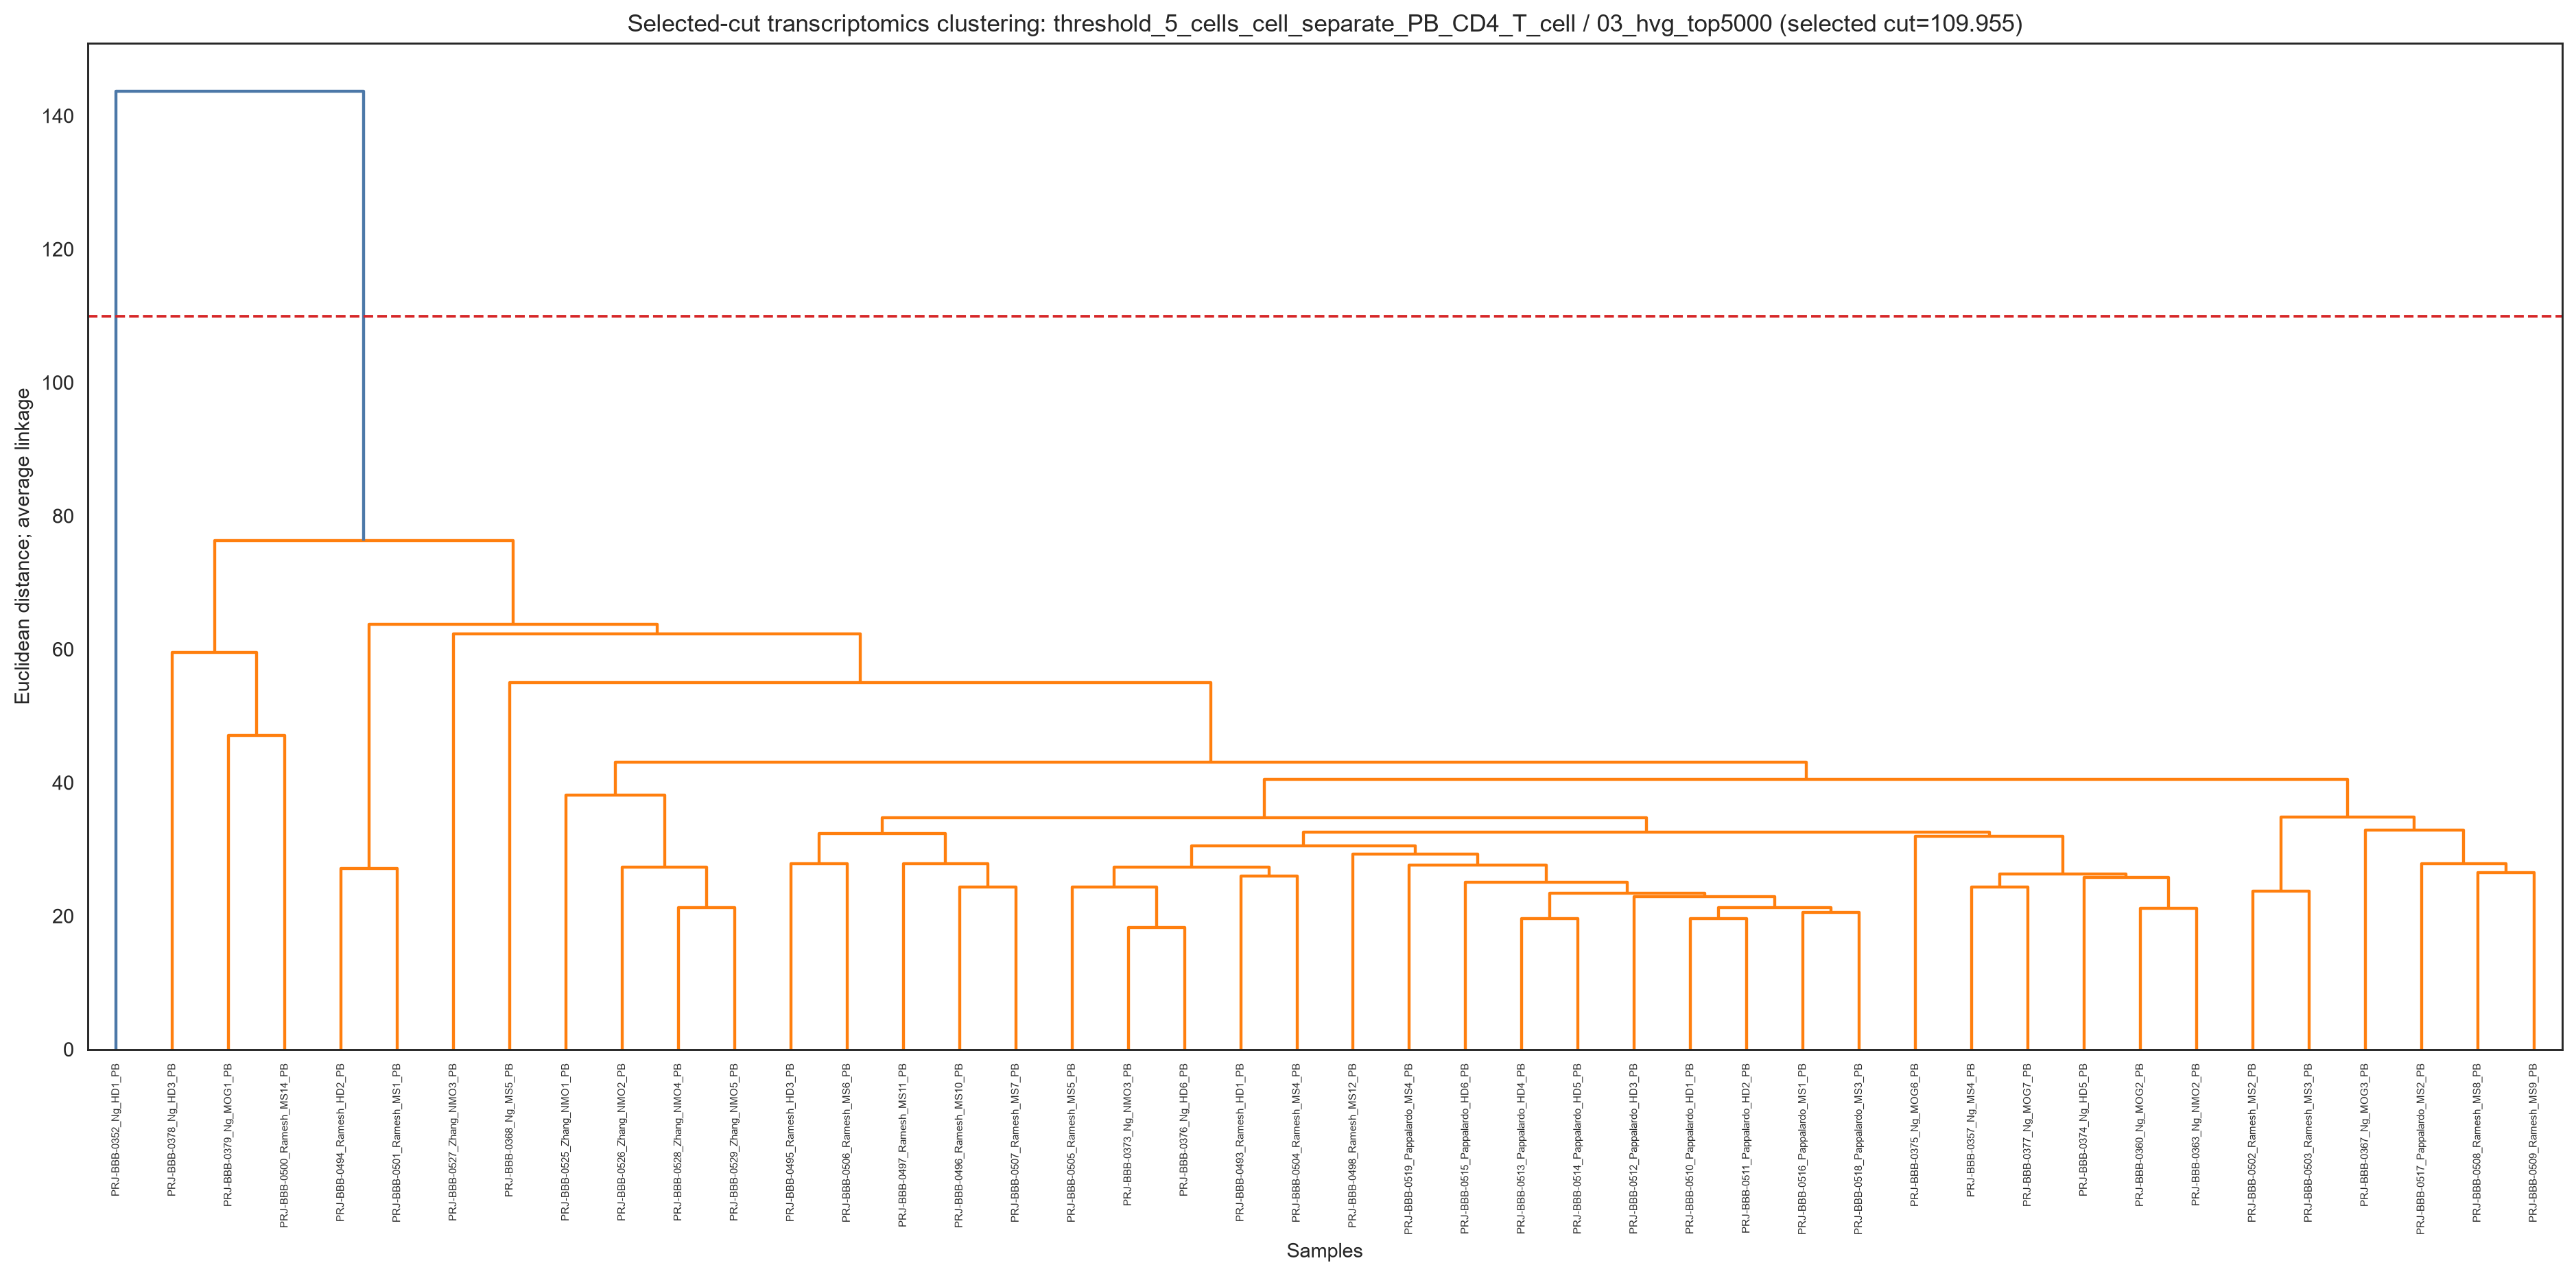 Selected-cut transcriptomics clustering: threshold_5_cells_cell_separate_PB_CD4_T_cell / 03_hvg_top5000 (selected cut=109.955)
Euclidean distance; average linkage
140
120
100
80
60
40
20
0
PRJ-BBB-0352_Ng_HD1_PB
PRJ-BBB-0378_Ng_HD3_PB
PRJ-BBB-0379_Ng_MOG1_PB
PRJ-BBB-0500_Ramesh_MS14_PB
PRJ-BBB-0494_Ramesh_HD2_PB
PRJ-BBB-0501_Ramesh_MS1_PB
PRJ-BBB-0527_Zhang_NMO3_PB
PRJ-BBB-0368_Ng_MS5_PB
PRJ-BBB-0525_Zhang_NMO1_PB
PRJ-BBB-0526_Zhang_NMO2_PB
PRJ-BBB-0528_Zhang_NMO4_PB
PRJ-BBB-0529_Zhang_NMO5_PB
PRJ-BBB-0495_Ramesh_HD3_PB
PRJ-BBB-0506_Ramesh_MS6_PB
PRJ-BBB-0497_Ramesh_MS11_PB
PRJ-BBB-0496_Ramesh_MS10_PB
PRJ-BBB-0507_Ramesh_MS7_PB
PRJ-BBB-0505_Ramesh_MS5_PB
PRJ-BBB-0373_Ng_NMO3_PB
PRJ-BBB-0376_Ng_HD6_PB
PRJ-BBB-0493_Ramesh_HD1_PB
PRJ-BBB-0504_Ramesh_MS4_PB
PRJ-BBB-0498_Ramesh_MS12_PB
PRJ-BBB-0519_Pappalardo_MS4_PB
PRJ-BBB-0515_Pappalardo_HD6_PB
PRJ-BBB-0513_Pappalardo_HD4_PB
PRJ-BBB-0514_Pappalardo_HD5_PB
PRJ-BBB-0512_Pappalardo_HD3_PB
PRJ-BBB-0510_Pappalardo_HD1_PB
PRJ-BBB-0511_Pappalardo_HD2_PB
PRJ-BBB-0516_Pappalardo_MS1_PB
PRJ-BBB-0518_Pappalardo_MS3_PB
PRJ-BBB-0375_Ng_MOG6_PB
PRJ-BBB-0357_Ng_MS4_PB
PRJ-BBB-0377_Ng_MOG7_PB
PRJ-BBB-0374_Ng_HD5_PB
PRJ-BBB-0360_Ng_MOG2_PB
PRJ-BBB-0363_Ng_NMO2_PB
PRJ-BBB-0502_Ramesh_MS2_PB
PRJ-BBB-0503_Ramesh_MS3_PB
PRJ-BBB-0367_Ng_MOG3_PB
PRJ-BBB-0517_Pappalardo_MS2_PB
PRJ-BBB-0508_Ramesh_MS8_PB
PRJ-BBB-0509_Ramesh_MS9_PB
Samples